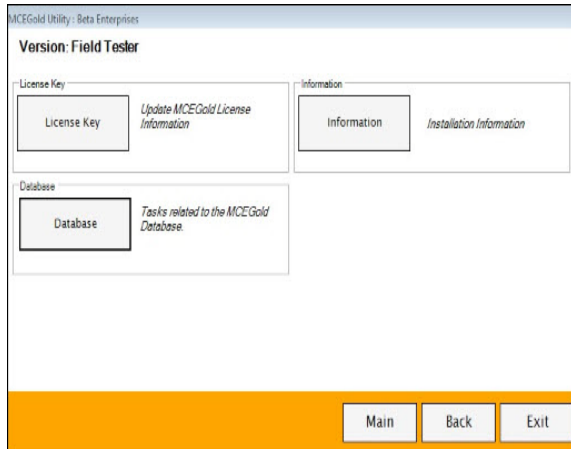 MCEGold Utility : Beta Enterprises
Version: Field Tester
License Key
License Key
Update MCEGold License
Information
Information
Information
Installation Information
Database
Database
Tasks related to the MCEGold
Database.
Main
Back
Exit